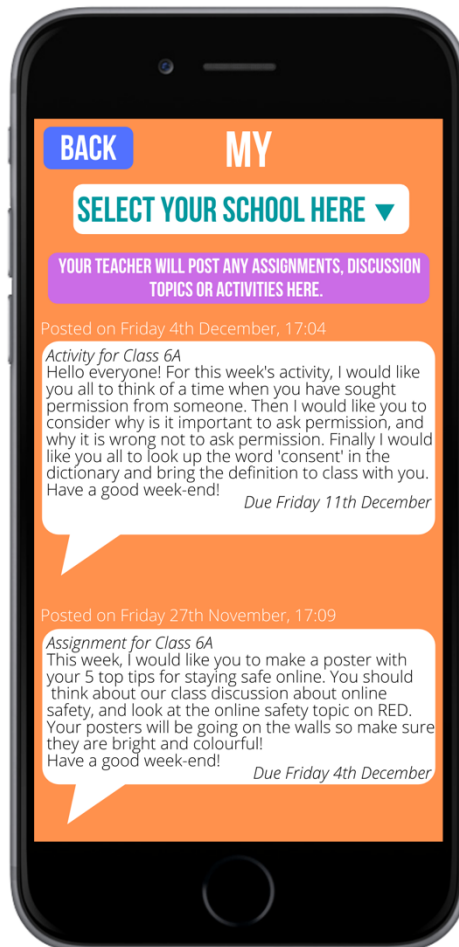 BACK
MY
SELECT YOUR SCHOOL HERE
YOUR TEACHER WILL POST ANY ASSIGNMENTS, DISCUSSION
TOPICS OR ACTIVITIES HERE.
Posted on Friday 4th December, 17:04
Activity for Class 6A
Hello everyone! For this week's activity, I would like
you all to think of a time when you have sought
permission from someone. Then I would like you to
consider why is it important to ask permission, and
why it is wrong not to ask permission. Finally I would
like you all to look up the word 'consent' in the
dictionary and bring the definition to class with you.
Have a good week-end!
Due Friday 11th December
Posted on Friday 27th November, 17:09
Assignment for Class 6A
This week, I would like you to make a poster with
your 5 top tips for staying safe online. You should
think about our class discussion about online
safety, and look at the online safety topic on RED.
Your posters will be going on the walls so make sure
they are bright and colourful!
Have a good week-end!
Due Friday 4th December